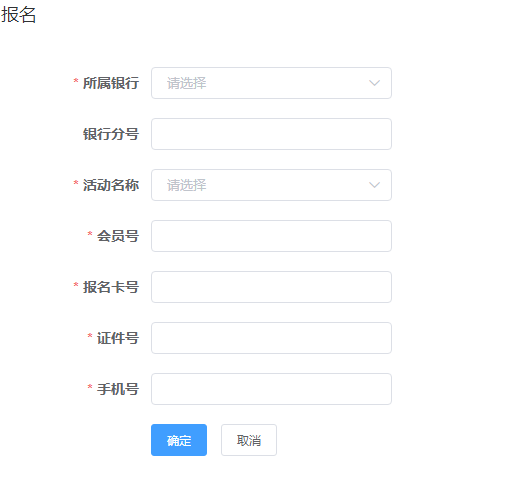 报名
* 所属银行 请选择
银行分号
* 活动名称 请选择
* 会员号
* 报名卡号
* 证件号
* 手机号
确定 取消